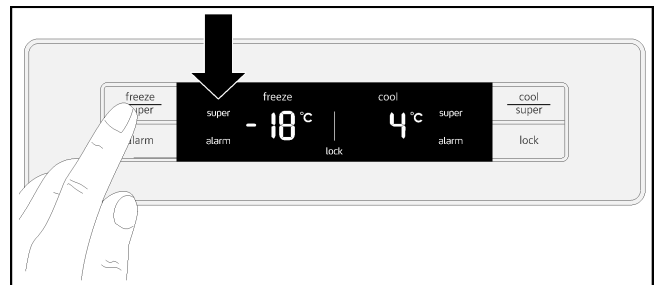 freeze
super
alarm
freeze
super
-18°C
alarm
cool
4°C
super
alarm
lock
cool
super
lock